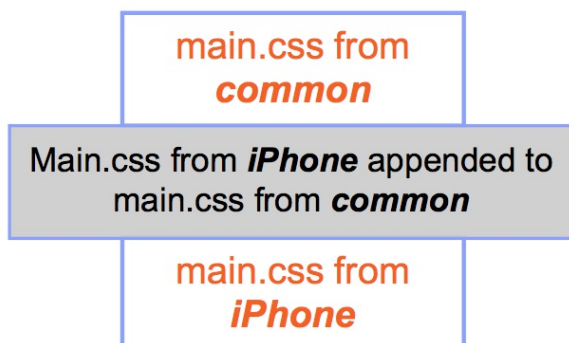 main.css from
common
Main.css from iPhone appended to
main.css from common
main.css from
iPhone